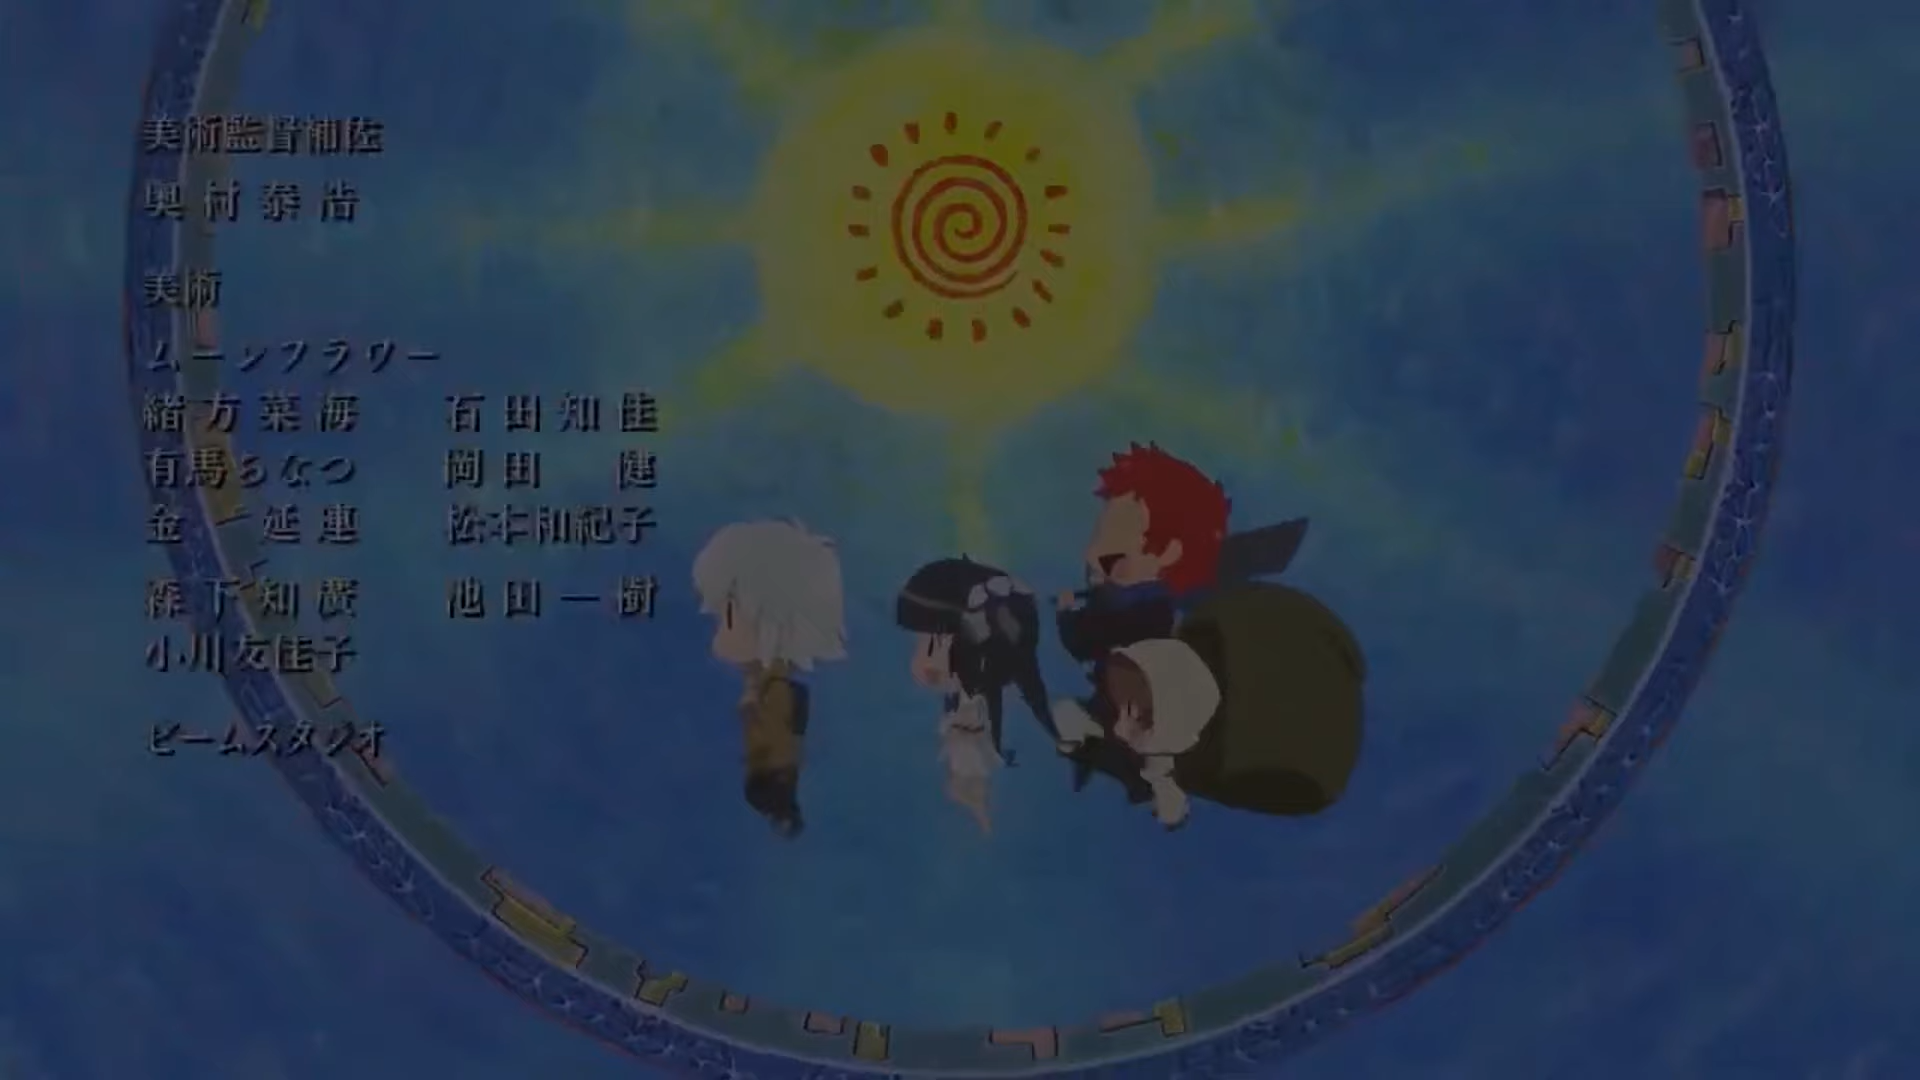 美術監督補佐
奥村泰浩
美術
ムーンフラワー
緒方菜海 石田知佳
有馬ちなつ 岡田 健
金 延連 松本和紀子
森下知廣 池田一樹
小川友佳子
ビームスタジオ